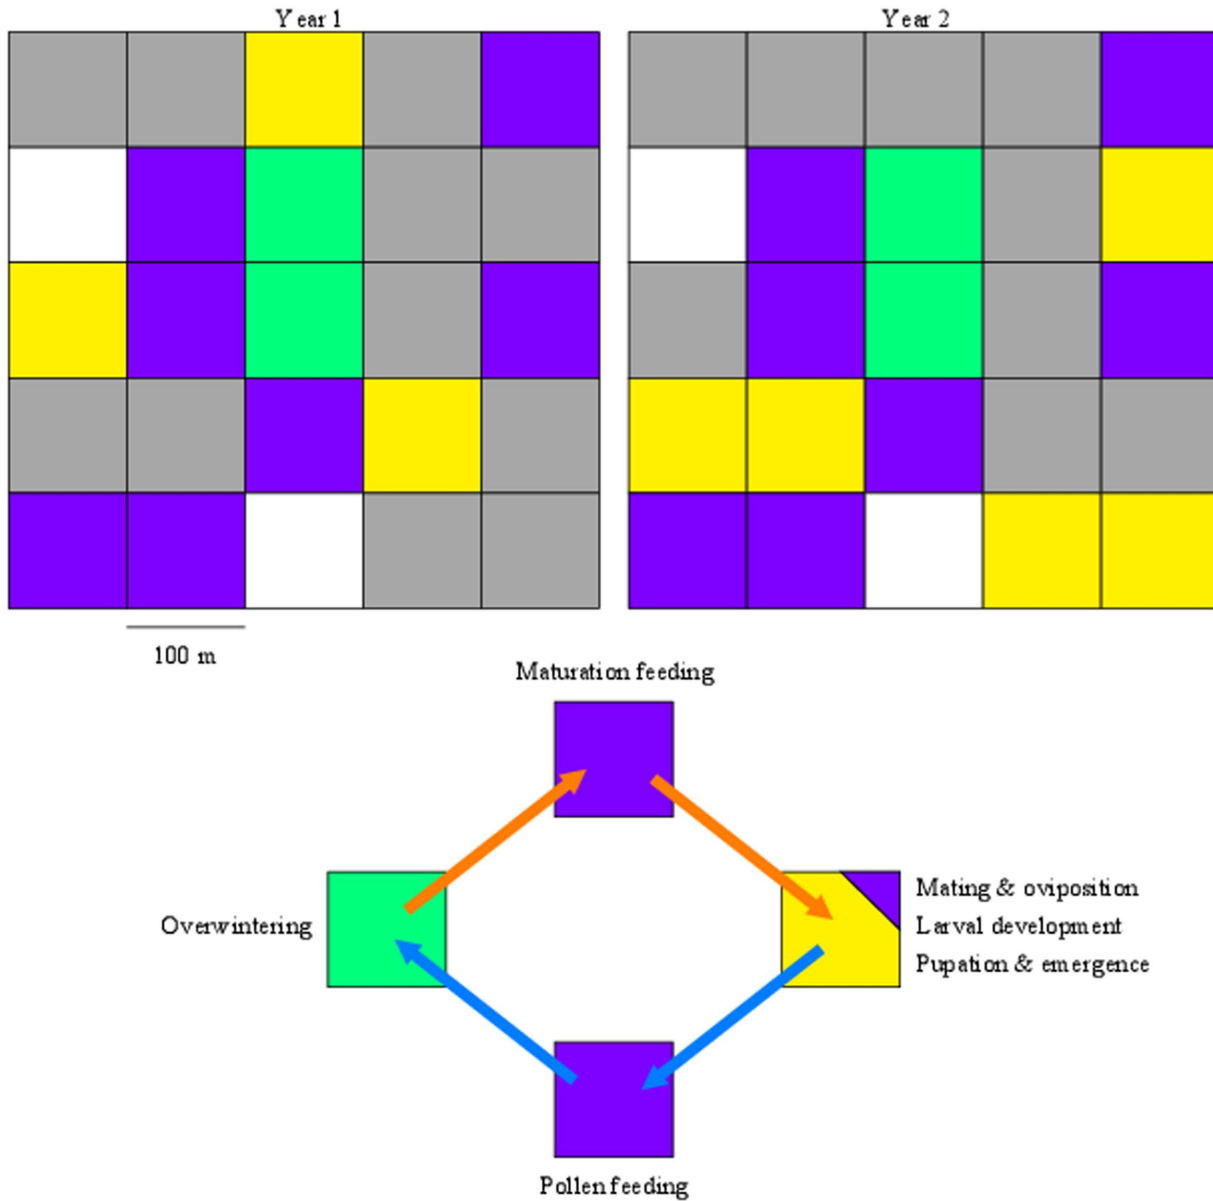 Year 1
Year 2
100 m
Maturation feeding
Overwintering
Mating & oviposition
Larval development
Pupation & emergence
Pollen feeding